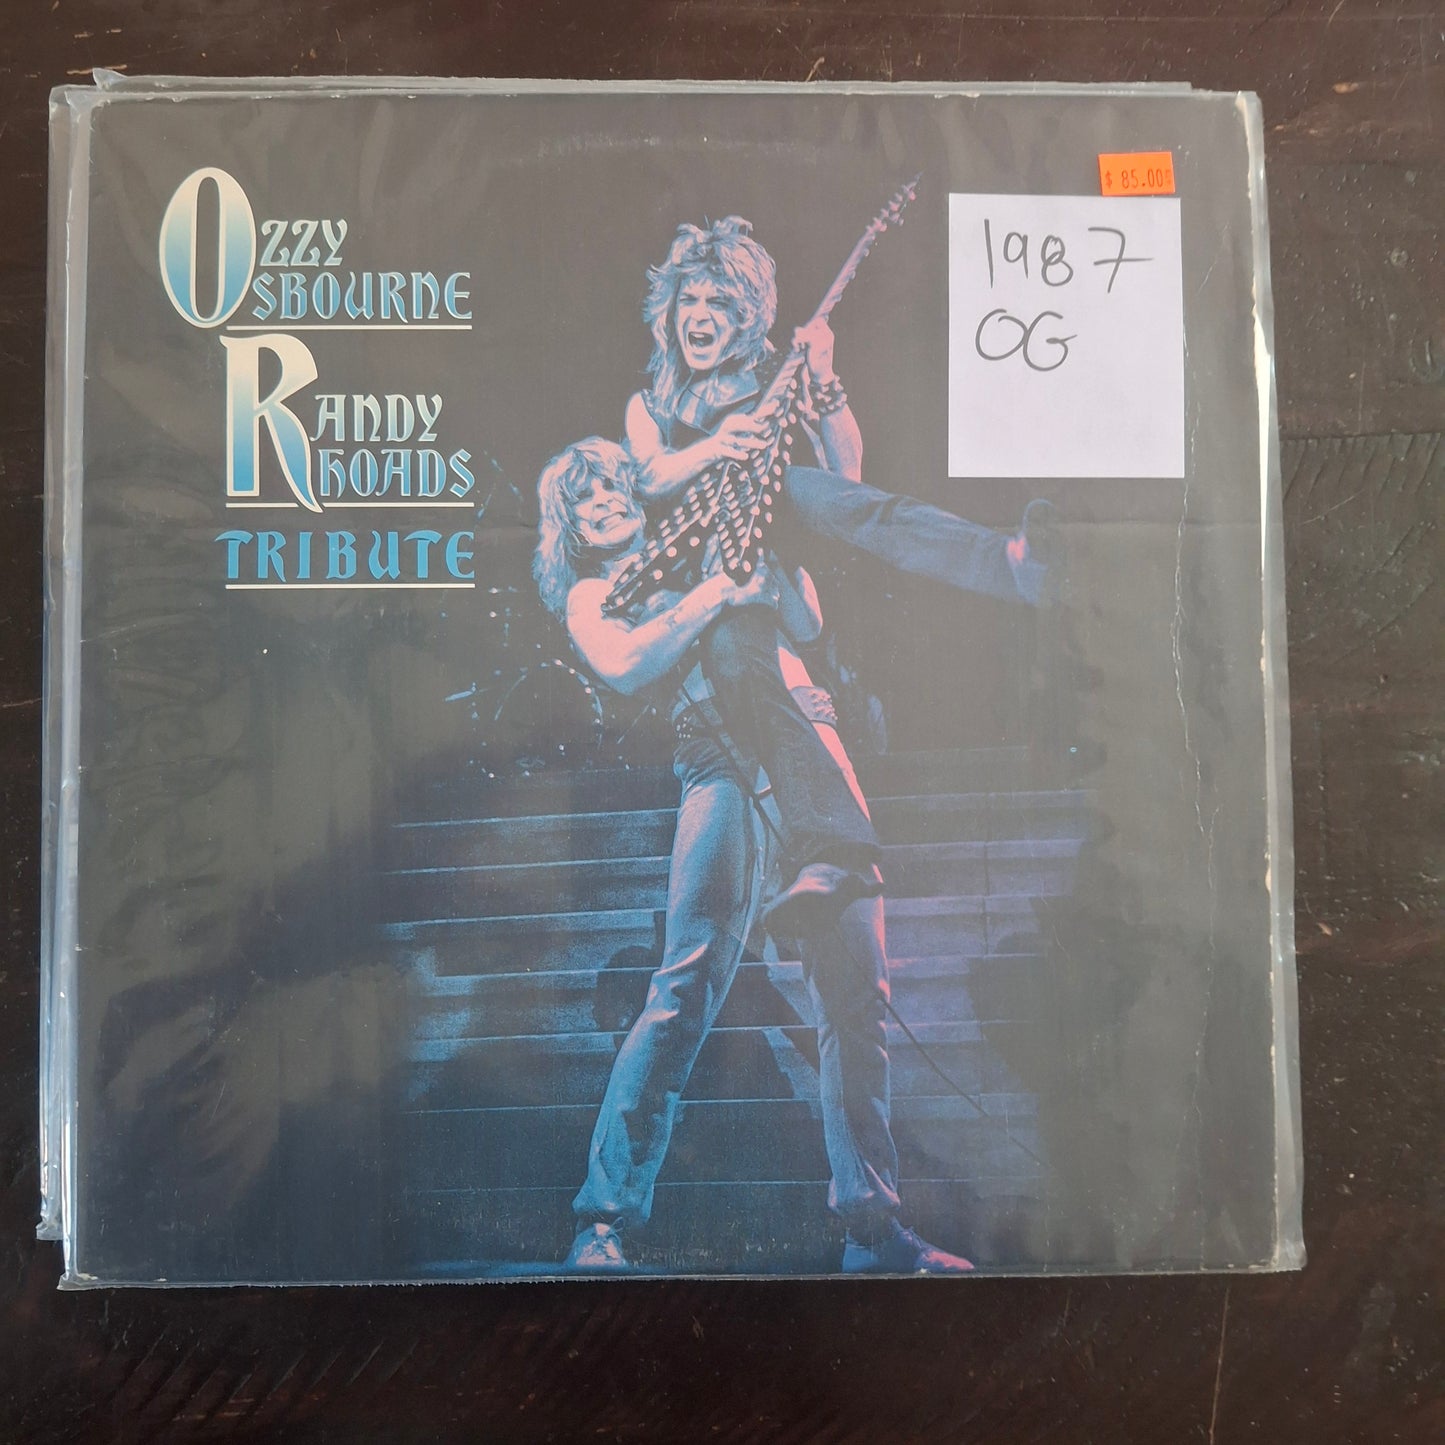 OZZY
OSBOURNE
RANDY
RHOADS
TRIBUTE
$ 85.00
1987
OG